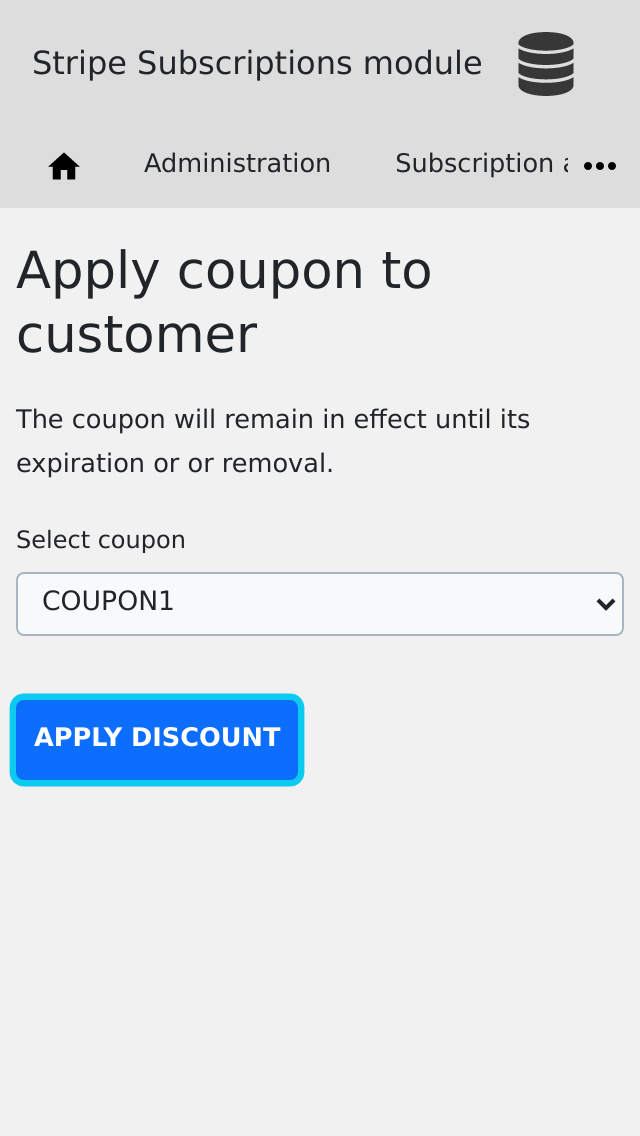 Stripe Subscriptions module
Administration
Subscription
Apply coupon to
customer
The coupon will remain in effect until its
expiration or or removal.
Select coupon
COUPON1
APPLY DISCOUNT